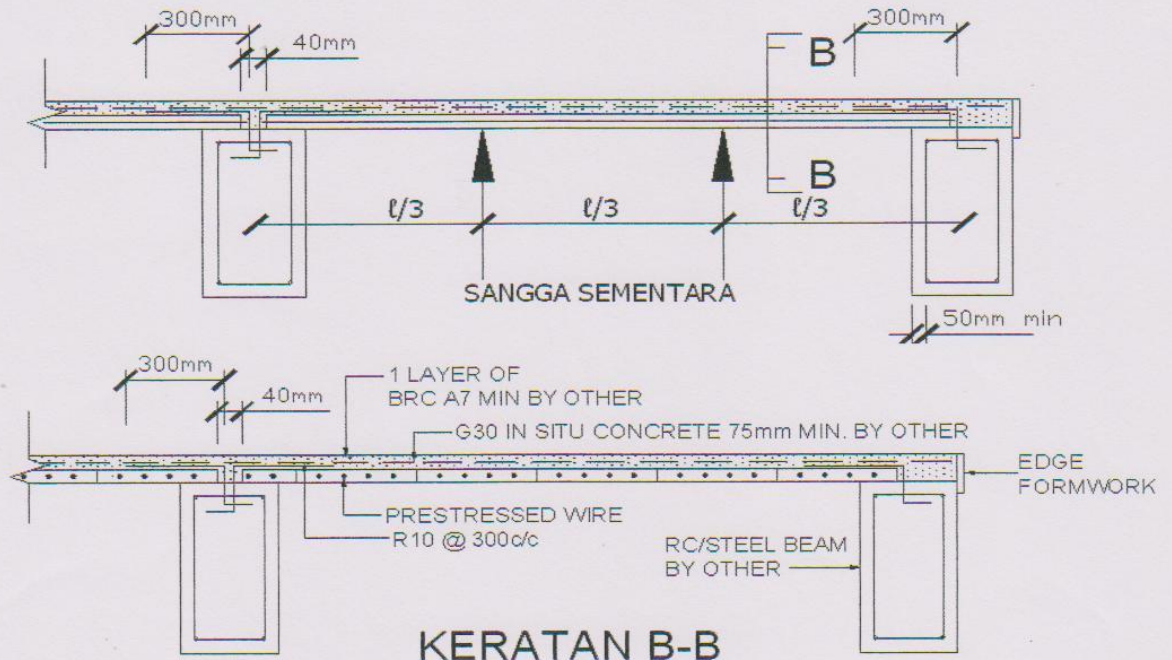 300mm
40mm
300mm
B
B
ℓ/3
ℓ/3
ℓ/3
SANGGA SEMENTARA
50mm min
300mm
40mm
1 LAYER OF
BRC A7 MIN BY OTHER
G30 IN SITU CONCRETE 75mm MIN. BY OTHER
EDGE
FORMWORK
PRESTRESSED WIRE
R10 @ 300c/c
RC/STEEL BEAM
BY OTHER
KERATAN B-B